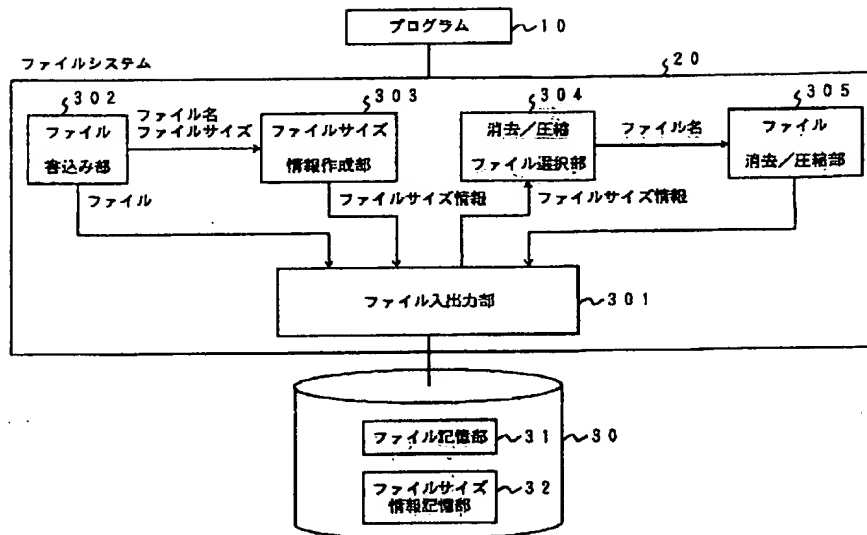 プログラム
10
ファイルシステム
20
302
ファイル
書込み部
ファイル名
ファイルサイズ
303
ファイルサイズ
情報作成部
304
消去/圧縮
ファイル選択部
ファイル名
305
ファイル
消去/圧縮部
ファイル
ファイルサイズ情報
ファイルサイズ情報
ファイル入出力部
301
ファイル記憶部
31
30
ファイルサイズ
情報記憶部
32